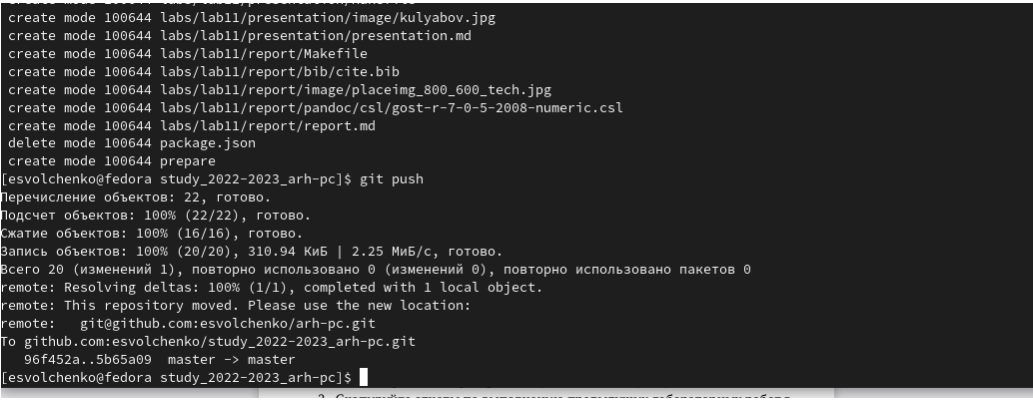 create mode 100644 labs/lab11/presentation/image/kulyabov.jpg
create mode 100644 labs/lab11/presentation/presentation.md
create mode 100644 labs/lab11/report/Makefile
create mode 100644 labs/lab11/report/bib/cite.bib
create mode 100644 labs/lab11/report/image/placeimg_800_600_tech.jpg
create mode 100644 labs/lab11/report/pandoc/csl/gost-r-7-0-5-2008-numeric.csl
create mode 100644 labs/lab11/report/report.md
delete mode 100644 package.json
create mode 100644 prepare
[esvolchenko@fedora study_2022-2023_arh-pc]$ git push
Перечисление объектов: 22, готово.
Подсчет объектов: 100% (22/22), готово.
Сжатие объектов: 100% (16/16), готово.
Запись объектов: 100% (20/20), 310.94 КиБ | 2.25 МиБ/с, готово.
Всего 20 (изменений 1), повторно использовано 0 (изменений 0), повторно использовано пакетов 0
remote: Resolving deltas: 100% (1/1), completed with 1 local object.
remote: This repository moved. Please use the new location:
remote:   git@github.com:esvolchenko/arh-pc.git
To github.com:esvolchenko/study_2022-2023_arh-pc.git
   96f452a..5b65a09  master -> master
[esvolchenko@fedora study_2022-2023_arh-pc]$